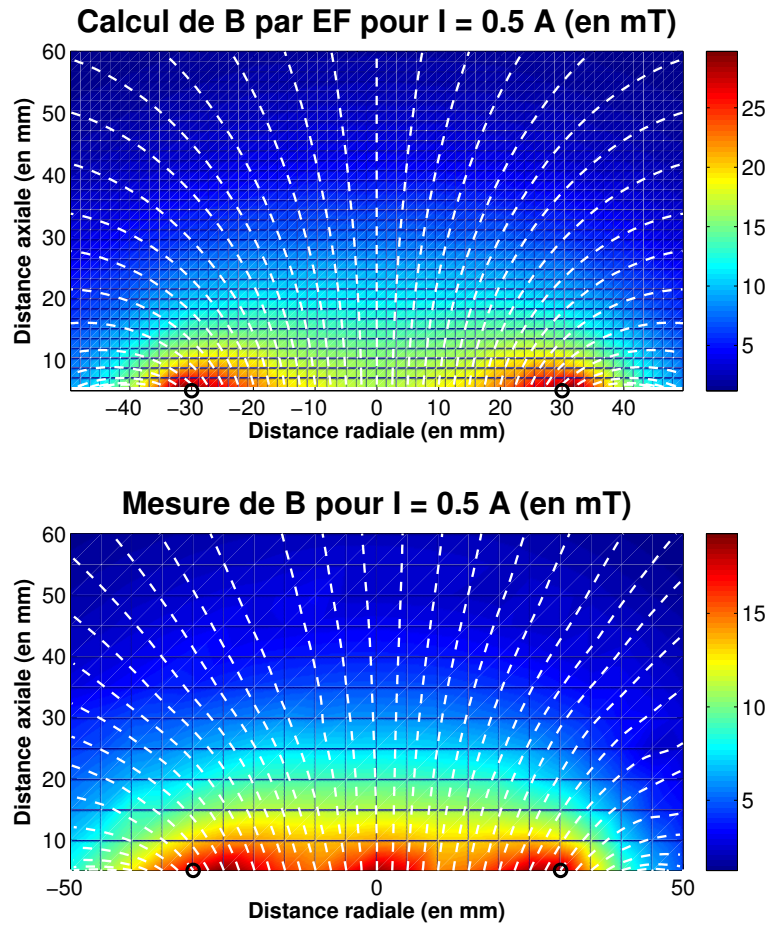 Calcul de B par EF pour I = 0.5 A (en mT)
60
50
40
30
20
10
Distance axiale (en mm)
−40 −30 −20 −10 0 10 20 30 40
Distance radiale (en mm)
25
20
15
10
5
Mesure de B pour I = 0.5 A (en mT)
60
50
40
30
20
10
Distance axiale (en mm)
−50 0 50
Distance radiale (en mm)
15
10
5